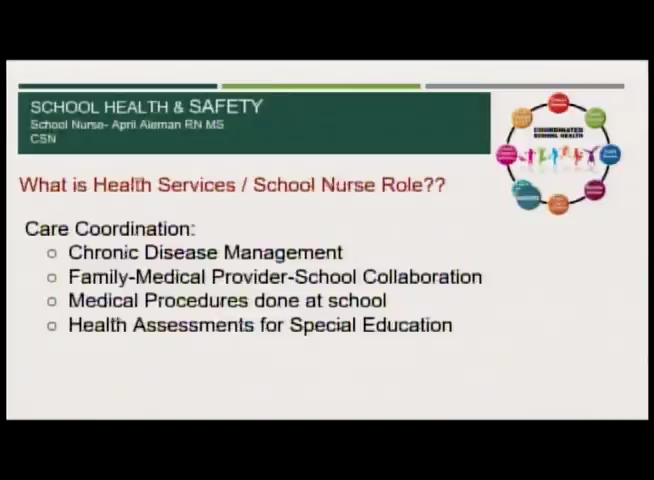 SCHOOL HEALTH & SAFETY
School Nurse- April Aleman RN MS
CSN
COORDINATED
SCHOOL HEALTH
What is Health Services / School Nurse Role??
Care Coordination:
Chronic Disease Management
Family-Medical Provider-School Collaboration
Medical Procedures done at school
Health Assessments for Special Education